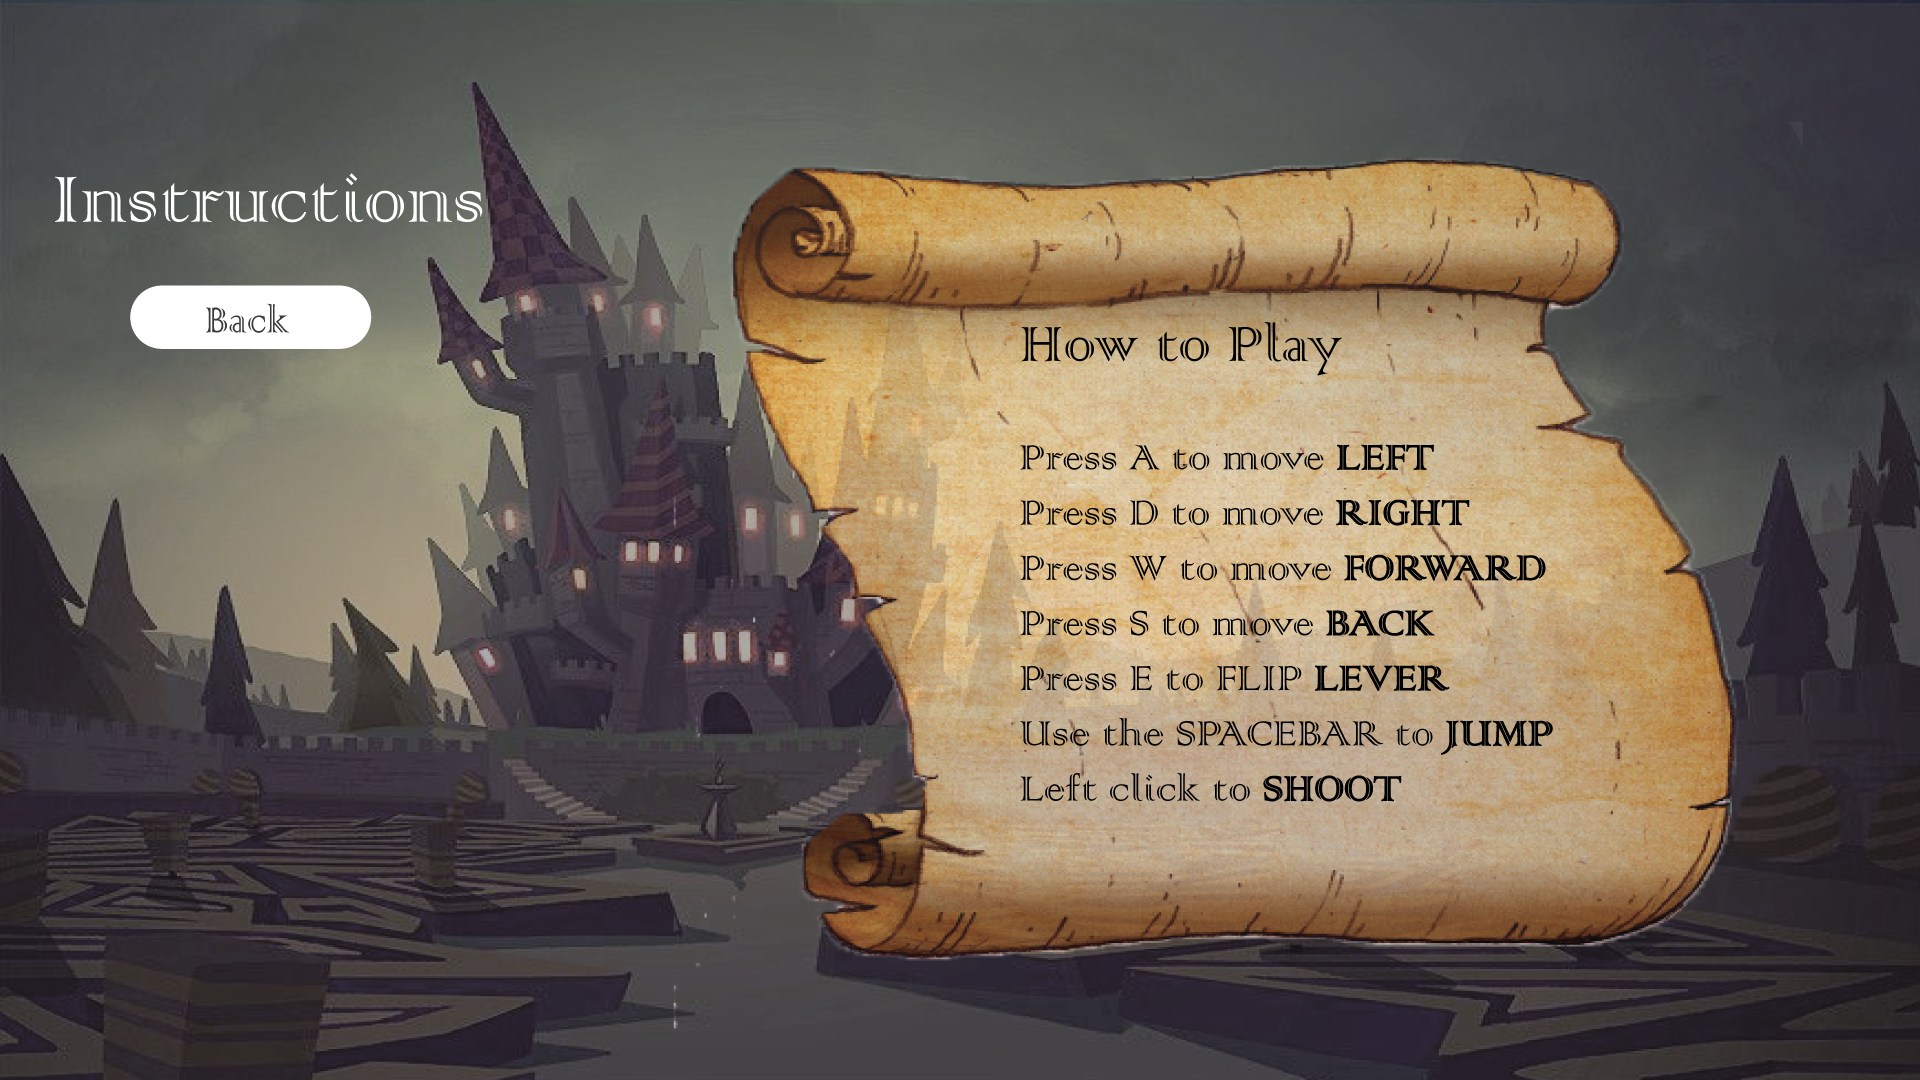 Instructions
Back
How to Play
Press A to move LEFT
Press D to move RIGHT
Press W to move FORWARD
Press S to move BACK
Press E to FLIP LEVER
Use the SPACEBAR to JUMP
Left click to SHOOT